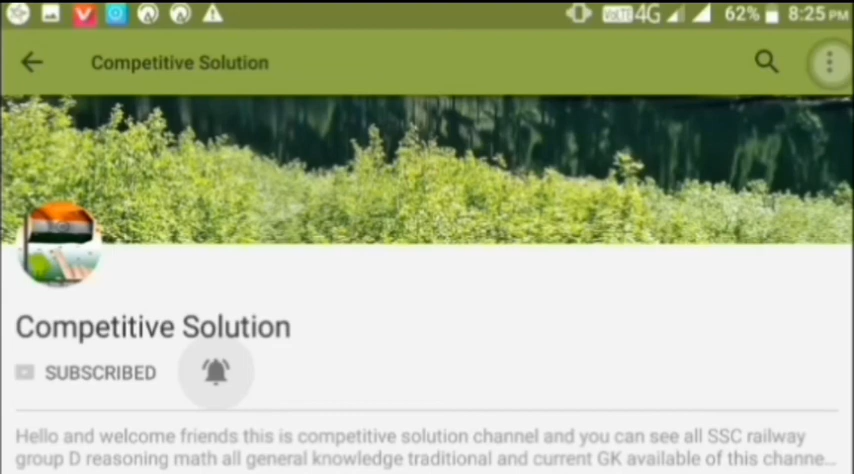 VoLTE 4G 62% 8:25 PM
Competitive Solution
Competitive Solution
SUBSCRIBED
Hello and welcome friends this is competitive solution channel and you can see all SSC railway
group D reasoning math all general knowledge traditional and current GK available of this channe...